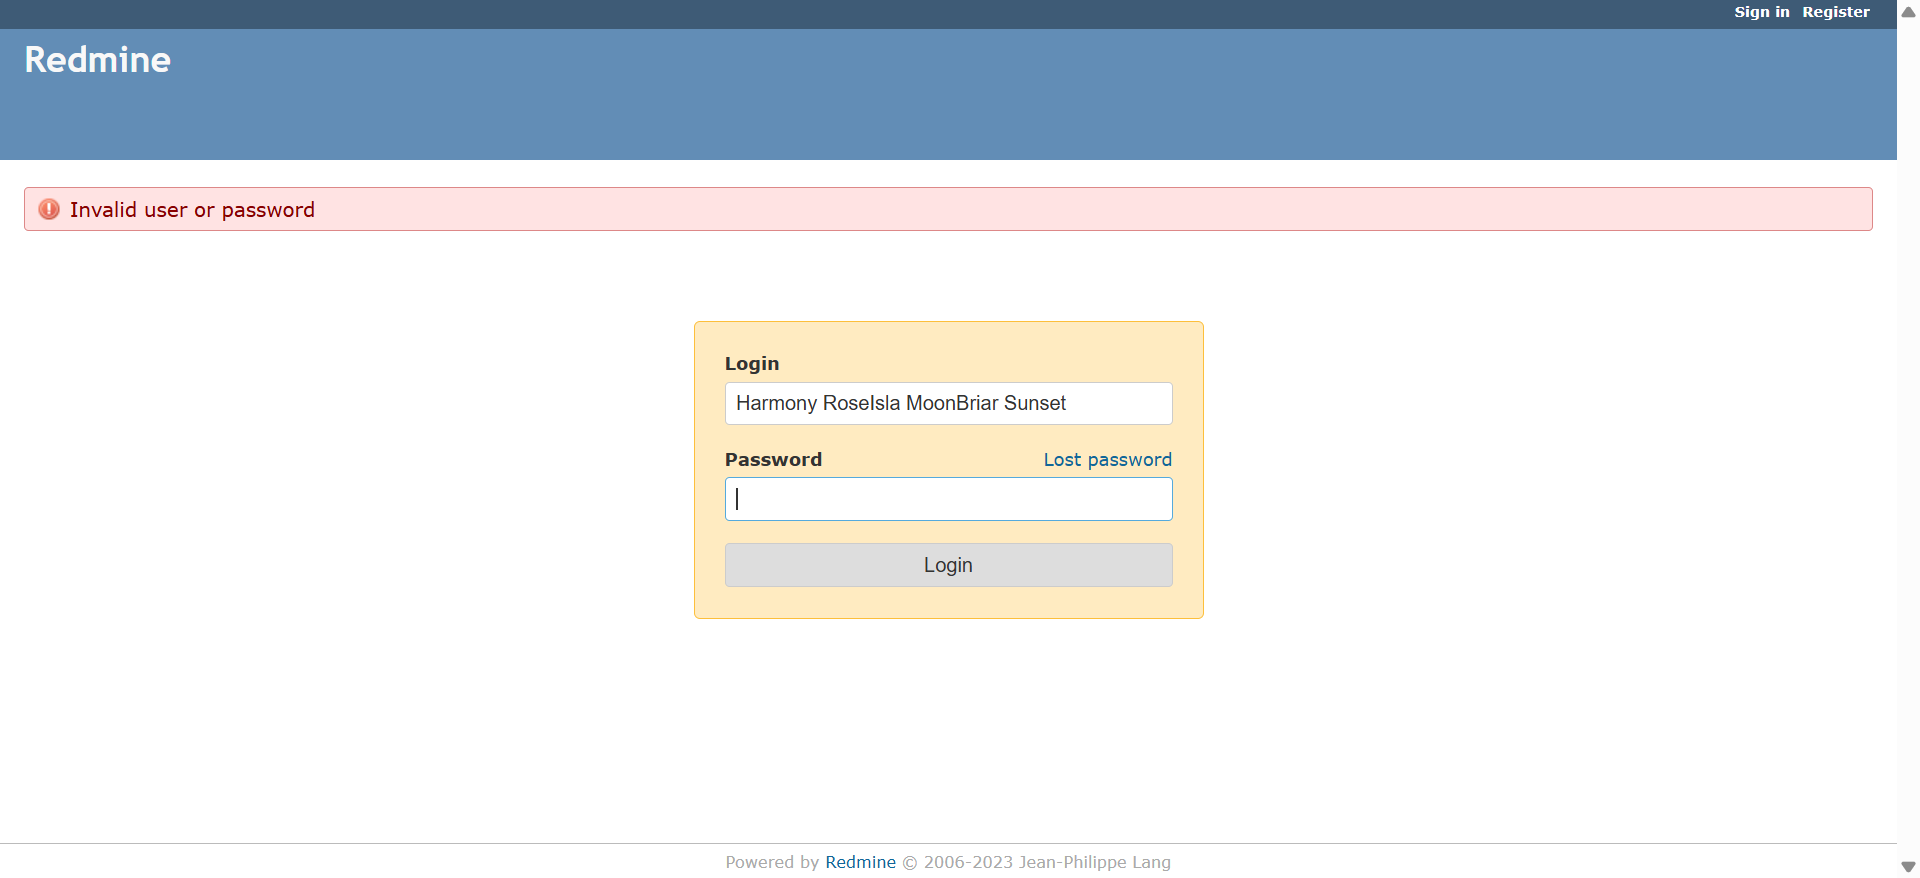 Sign in Register
Redmine
Invalid user or password
Login
Harmony RoseIsla MoonBriar Sunset
Password Lost password
Login
Powered by Redmine © 2006-2023 Jean-Philippe Lang